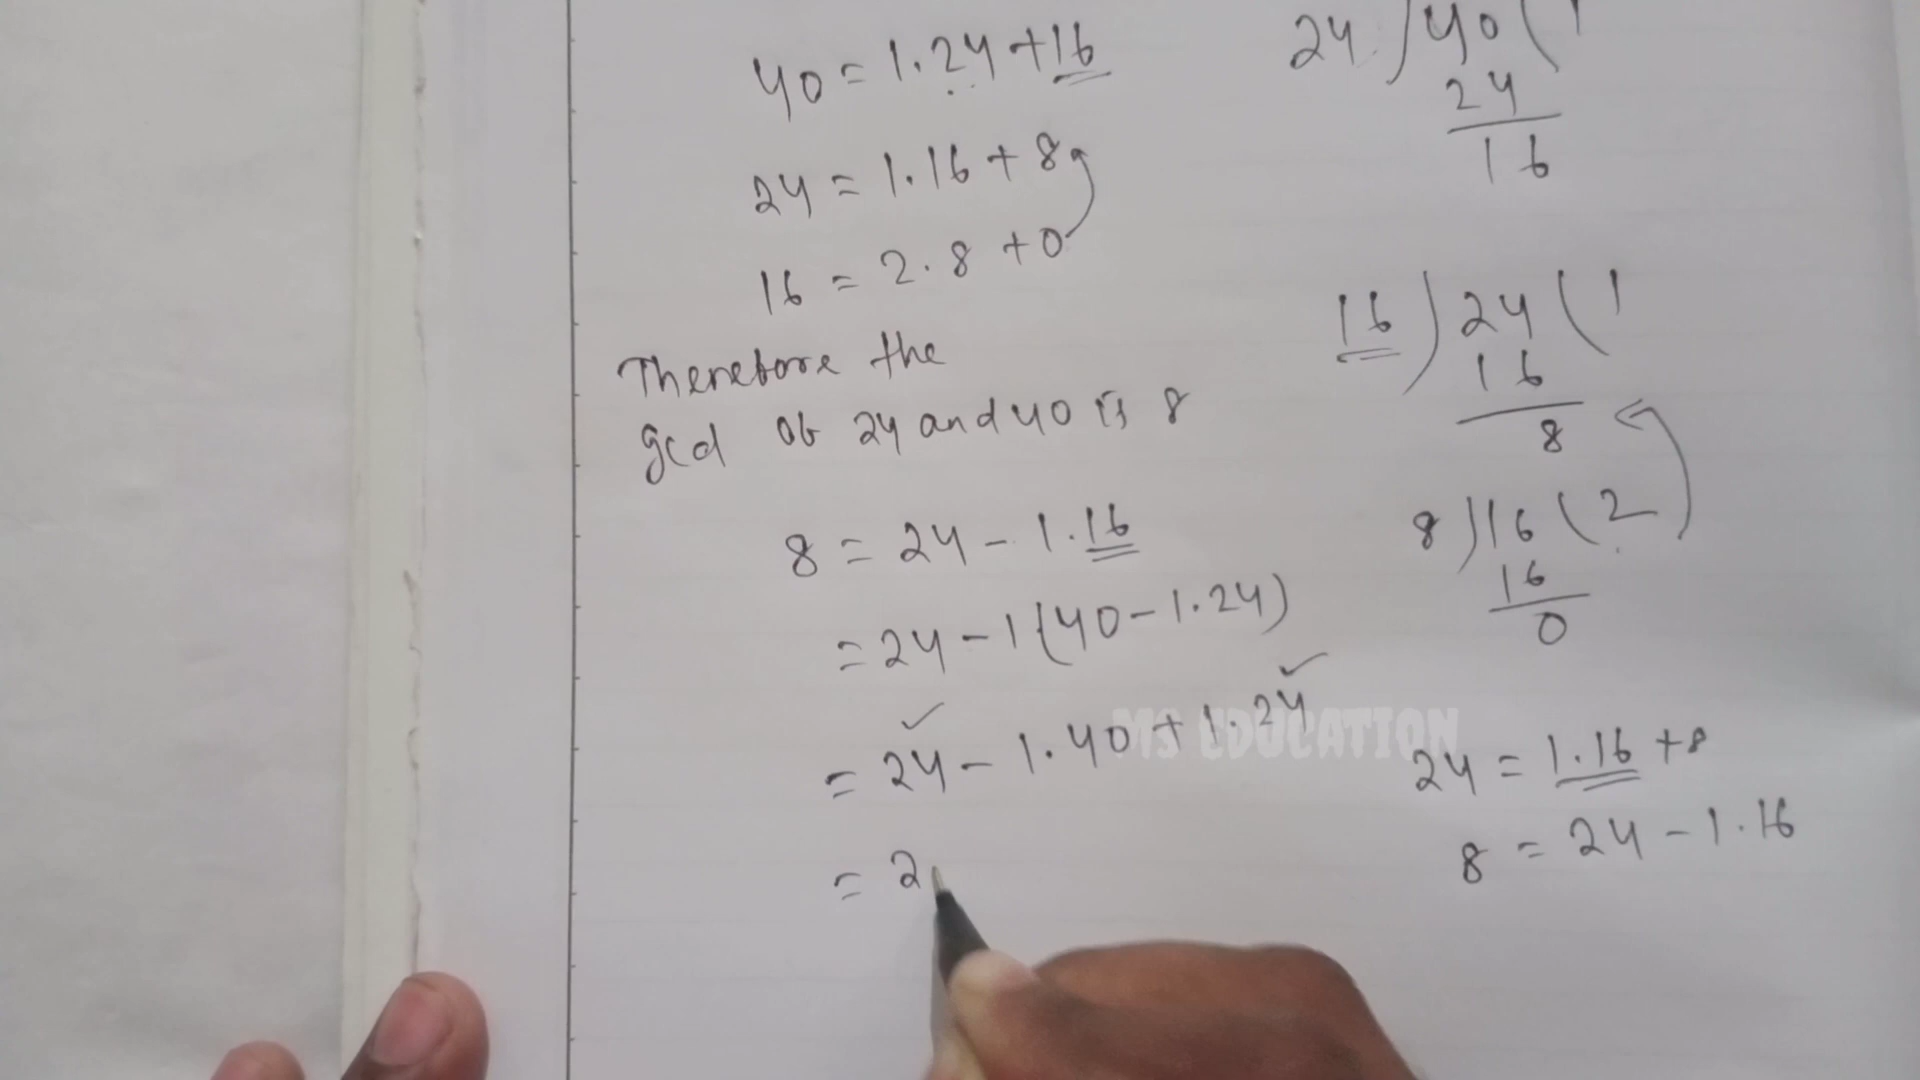 40 = 1.24 + 16
24 = 1.16 + 8
16 = 2.8 + 0
Therefore the
gcd of 24 and 40 is 8
8 = 24 - 1.16
= 24 - 1(40 - 1.24)
= 24 - 1.40 + 1.24
= 2
24 ) 40 ( 1
24
16
16 ) 24 ( 1
16
8
8 ) 16 ( 2
16
0
MS EDUCATION
24 = 1.16 + 8
8 = 24 - 1.16